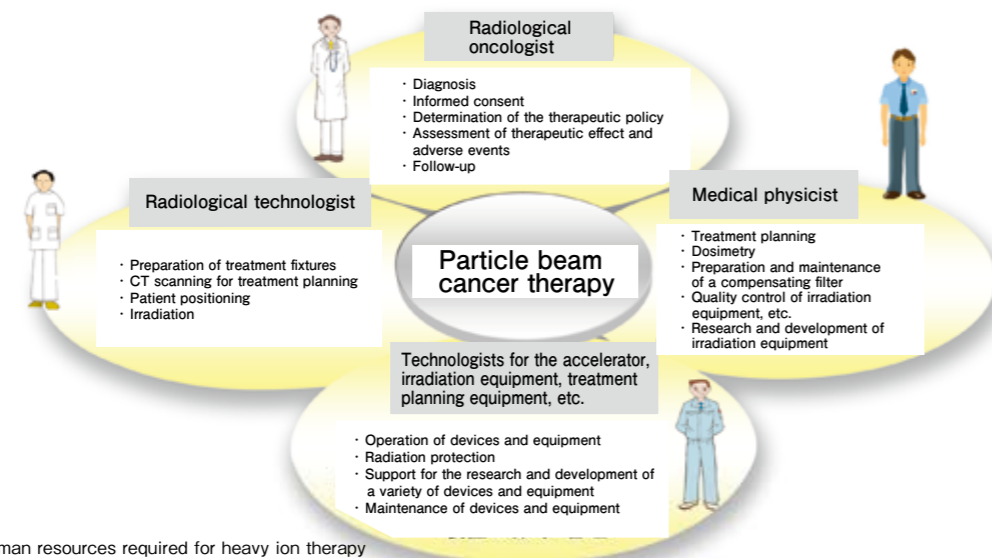 Radiological
oncologist
・Diagnosis
・Informed consent
・Determination of the therapeutic policy
・Assessment of therapeutic effect and
adverse events
・Follow-up
Radiological technologist
・Preparation of treatment fixtures
・CT scanning for treatment planning
・Patient positioning
・Irradiation
Medical physicist
・Treatment planning
・Dosimetry
・Preparation and maintenance
of a compensating filter
・Quality control of irradiation
equipment, etc.
・Research and development of
irradiation equipment
Particle beam
cancer therapy
Technologists for the accelerator,
irradiation equipment, treatment
planning equipment, etc.
・Operation of devices and equipment
・Radiation protection
・Support for the research and development of
a variety of devices and equipment
・Maintenance of devices and equipment
resources required for heavy ion therapy